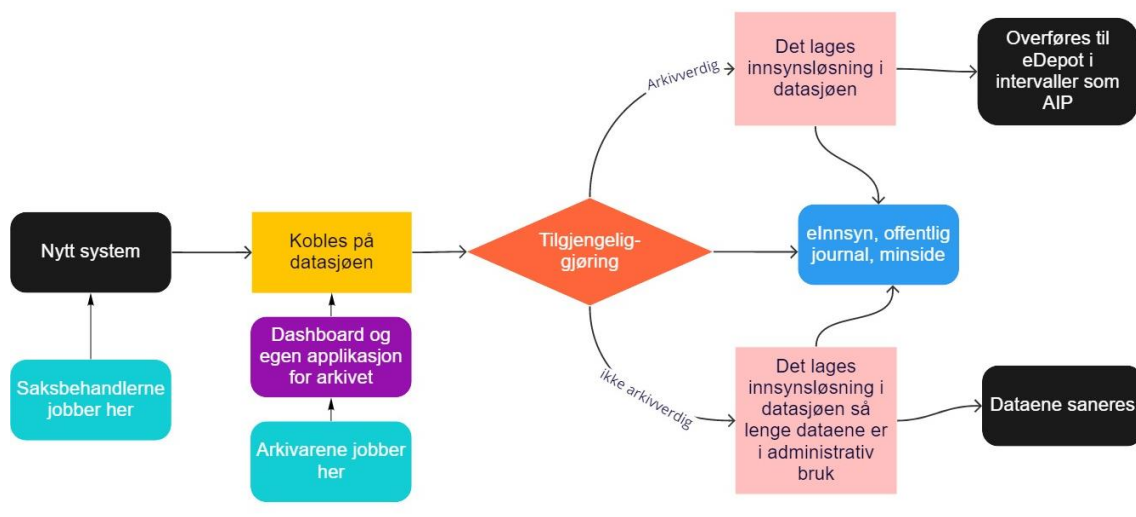 Nytt system
Saksbehandlerne
jobber her
Kobles på
datasjøen
Dashboard og
egen applikasjon
for arkivet
Arkivarene jobber
her
Tilgjengelig-
gjøring
Arkivverdig
ikke arkivverdig
Det lages
innsynsløsning i
datasjøen
Overføres til
eDepot i
intervaller som
AIP
eInnsyn, offentlig
journal, minside
Det lages
innsynsløsning i
datasjøen så
lenge dataene er
i administrativ
bruk
Dataene saneres